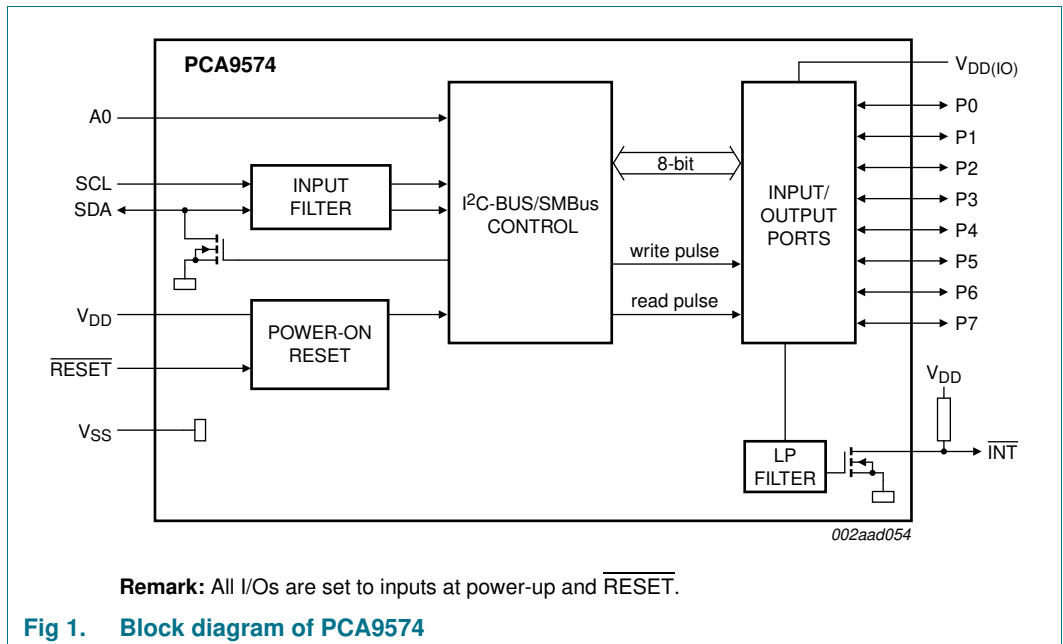 PCA9574
A0
SCL
SDA
V_DD
RESET
V_SS
INPUT
FILTER
POWER-ON
RESET
I²C-BUS/SMBus
CONTROL
8-bit
write pulse
read pulse
INPUT/
OUTPUT
PORTS
LP
FILTER
V_DD(IO)
P0
P1
P2
P3
P4
P5
P6
P7
V_DD
INT
002aad054
Remark: All I/Os are set to inputs at power-up and RESET.
Fig 1. Block diagram of PCA9574